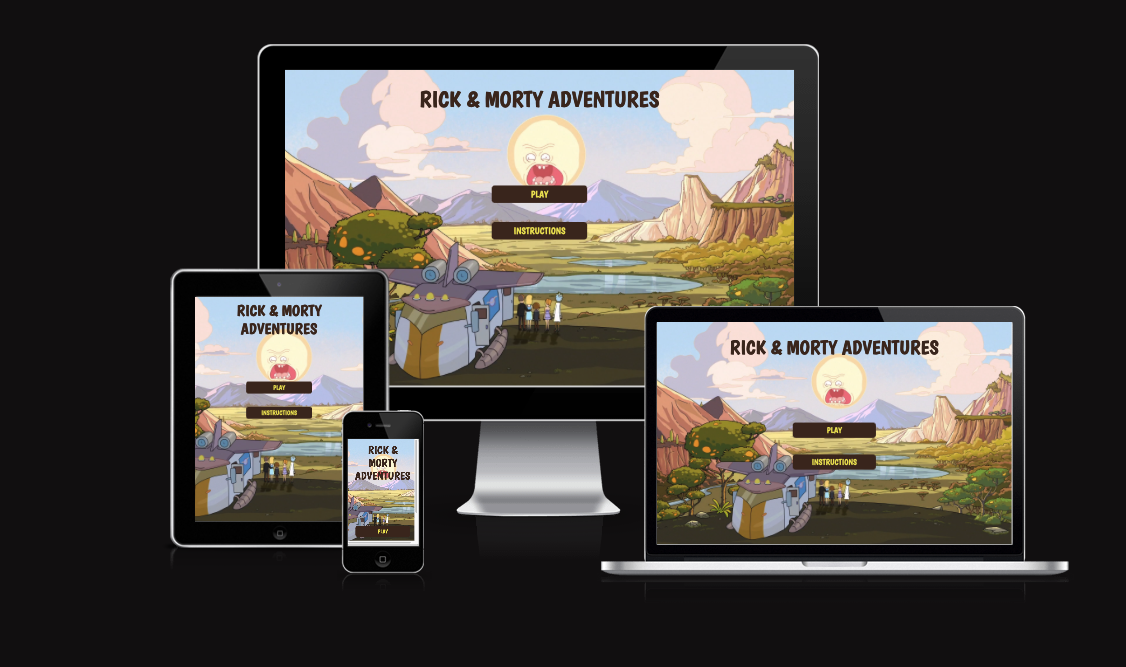 RICK & MORTY ADVENTURES
PLAY
INSTRUCTIONS
RICK & MORTY
ADVENTURES
PLAY
INSTRUCTIONS
RICK &
MORTY
ADVENTURES
PLAY
RICK & MORTY ADVENTURES
PLAY
INSTRUCTIONS